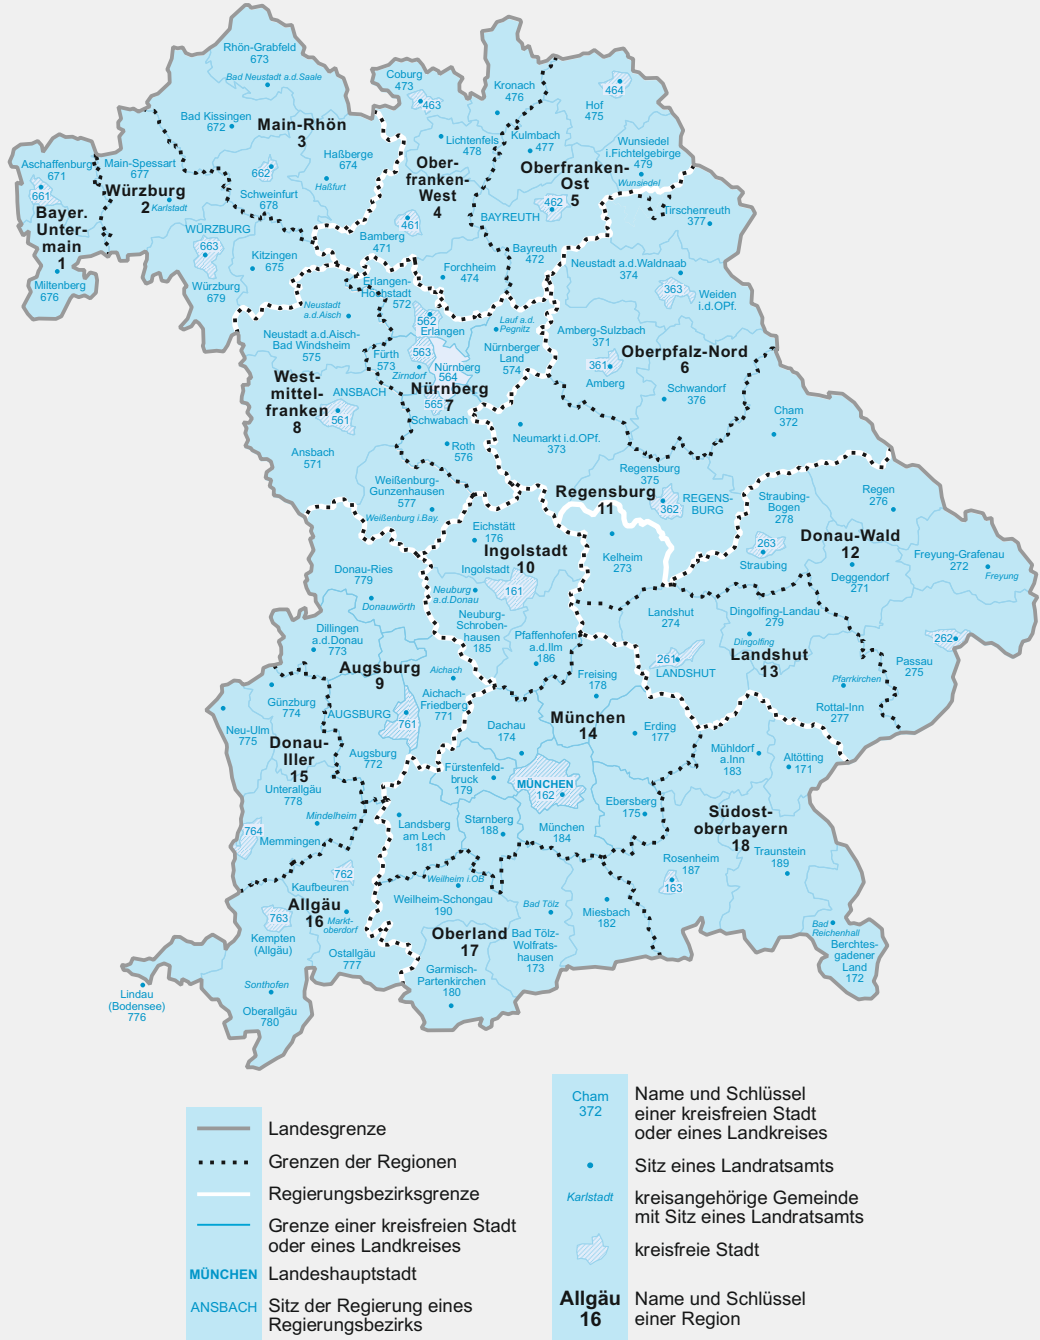 Rhön-Grabfeld
673
Bad Neustadt a.d.Saale
Coburg
473
463
Kronach
476
464
Hof
475
Bad Kissingen
672
Main-Rhön
3
Lichtenfels
478
Kulmbach
477
Wunsiedel
i.Fichtelgebirge
479
Wunsiedel
Aschaffenburg
671
661
Main-Spessart
677
Würzburg
2
Karlstadt
662
Schweinfurt
678
Haßberge
674
Haßfurt
Ober-
franken-
West
4
Oberfranken-
Ost
5
462
BAYREUTH
Tirschenreuth
377
Bayer.
Unter-
main
1
Miltenberg
676
WÜRZBURG
663
Kitzingen
675
Würzburg
679
461
Bamberg
471
Bayreuth
472
Forchheim
474
Neustadt a.d.Waldnaab
374
363
Weiden
i.d.OPf.
Erlangen-
Höchstadt
572
562
Erlangen
Neustadt
a.d.Aisch
Neustadt a.d.Aisch-
Bad Windsheim
575
Lauf a.d.
Pegnitz
Nürnberger
Land
574
Fürth
573
563
Zirndorf
Nürnberg
564
Nürnberg
7
565
Schwabach
Amberg-Sulzbach
371
361
Amberg
Oberpfalz-Nord
6
Schwandorf
376
West-
mittel-
franken
8
ANSBACH
561
Ansbach
571
Roth
576
Neumarkt i.d.OPf.
373
Cham
372
Weißenburg-
Gunzenhausen
577
Weißenburg i.Bay.
Regensburg
375
Regensburg
11
362
REGENS-
BURG
Straubing-
Bogen
278
263
Straubing
Regen
276
Donau-Wald
12
Deggendorf
271
Freyung-Grafenau
272
Freyung
Eichstätt
176
Ingolstadt
10
Ingolstadt
161
Kelheim
273
Donau-Ries
779
Donauwörth
Neuburg
a.d.Donau
Neuburg-
Schroben-
hausen
185
Pfaffenhofen
a.d.Ilm
186
Landshut
274
261
LANDSHUT
Dingolfing-Landau
279
Dingolfing
Landshut
13
262
Passau
275
Pfarrkirchen
Rottal-Inn
277
Dillingen
a.d.Donau
773
Augsburg
9
Aichach
Aichach-
Friedberg
771
AUGSBURG
761
Augsburg
772
Günzburg
774
Neu-Ulm
775
Donau-
Iller
15
Unterallgäu
778
Mindelheim
764
Memmingen
Freising
178
München
14
Erding
177
Dachau
174
Fürstenfeld-
bruck
179
MÜNCHEN
162
München
184
Ebersberg
175
Starnberg
188
Landsberg
am Lech
181
Mühldorf
a.Inn
183
Altötting
171
Südost-
oberbayern
18
Traunstein
189
Rosenheim
187
163
Bad
Reichenhall
Berchtes-
gadener
Land
172
762
Kaufbeuren
Allgäu
16
763
Kempten
(Allgäu)
Markt-
oberdorf
Ostallgäu
777
Sonthofen
Oberallgäu
780
Lindau
(Bodensee)
776
Weilheim i.OB
Weilheim-Schongau
190
Oberland
17
Garmisch-
Partenkirchen
180
Bad Tölz
Bad Tölz-
Wolfrats-
hausen
173
Miesbach
182
Landesgrenze
Grenzen der Regionen
Regierungsbezirksgrenze
Grenze einer kreisfreien Stadt
oder eines Landkreises
MÜNCHEN Landeshauptstadt
ANSBACH Sitz der Regierung eines
Regierungsbezirks
Cham
372
Name und Schlüssel
einer kreisfreien Stadt
oder eines Landkreises
Sitz eines Landratsamts
Karlstadt kreisangehörige Gemeinde
mit Sitz eines Landratsamts
kreisfreie Stadt
Allgäu
16
Name und Schlüssel
einer Region